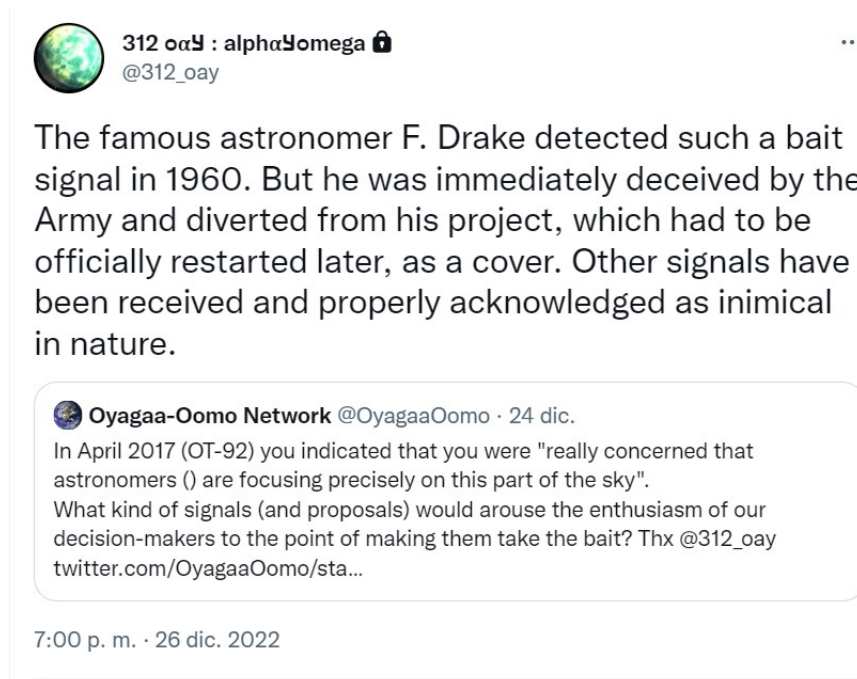 312 oαᎩ : alphαᎩomega 🔒
@312_oay
The famous astronomer F. Drake detected such a bait
signal in 1960. But he was immediately deceived by the
Army and diverted from his project, which had to be
officially restarted later, as a cover. Other signals have
been received and properly acknowledged as inimical
in nature.
Oyagaa-Oomo Network @OyagaaOomo · 24 dic.
In April 2017 (OT-92) you indicated that you were "really concerned that
astronomers () are focusing precisely on this part of the sky".
What kind of signals (and proposals) would arouse the enthusiasm of our
decision-makers to the point of making them take the bait? Thx @312_oay
twitter.com/OyagaaOomo/sta...
7:00 p. m. · 26 dic. 2022